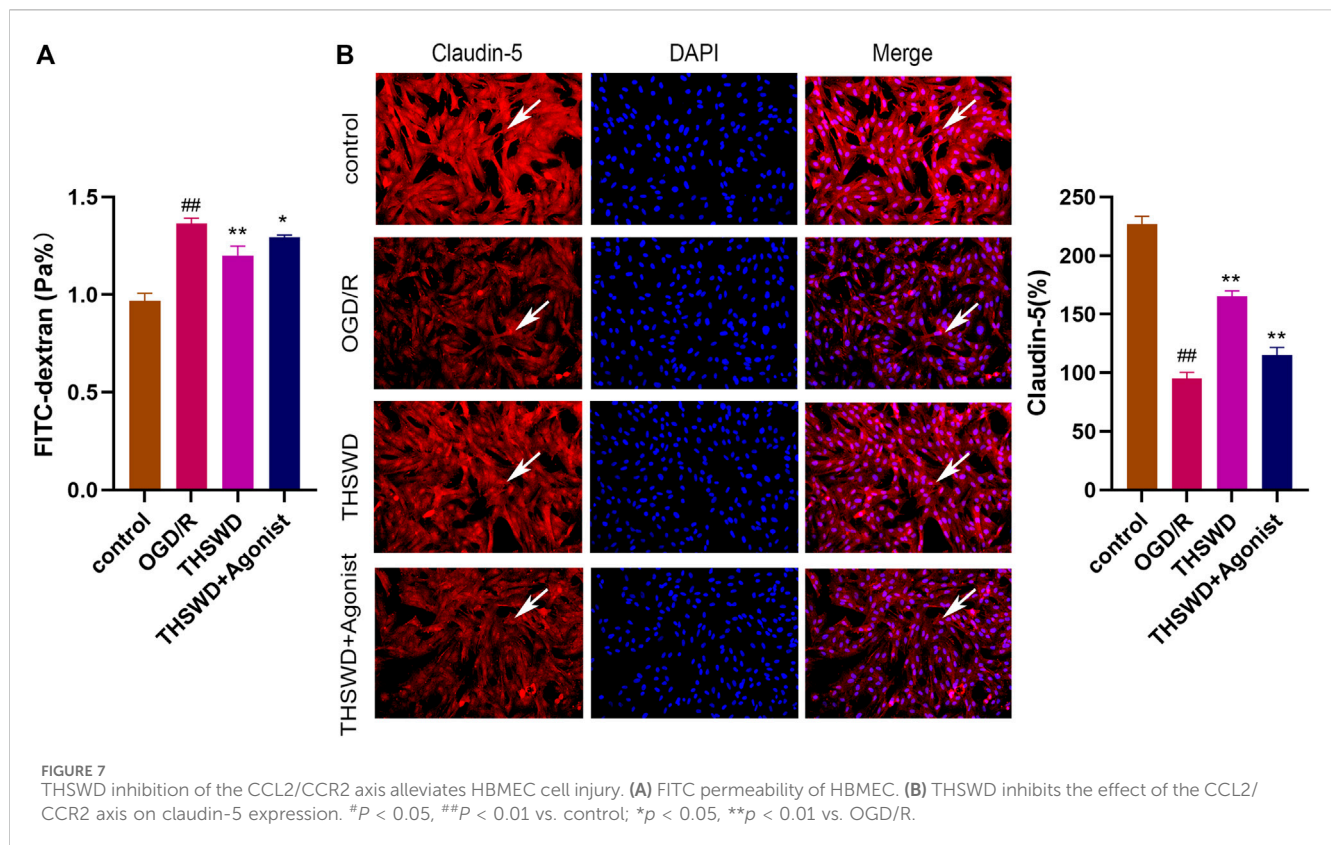 A
FITC-dextran (Pa%)
1.5
1.0
0.5
0.0
##
**
*
control
OGD/R
THSWD
THSWD+Agonist
B
Claudin-5
DAPI
Merge
control
OGD/R
THSWD
THSWD+Agonist
Claudin-5(%)
250
200
150
100
50
0
##
**
**
control
OGD/R
THSWD
THSWD+Agonist
FIGURE 7
THSWD inhibition of the CCL2/CCR2 axis alleviates HBMEC cell injury. (A) FITC permeability of HBMEC. (B) THSWD inhibits the effect of the CCL2/
CCR2 axis on claudin-5 expression. #P < 0.05, ##P < 0.01 vs. control; *p < 0.05, **p < 0.01 vs. OGD/R.